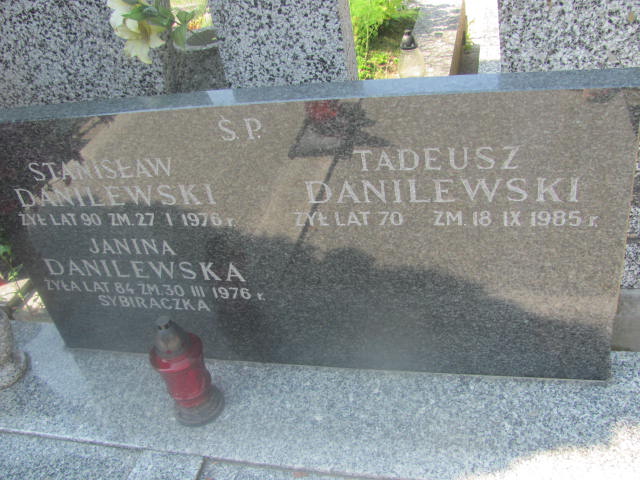 Ś.P.
STANISŁAW
DANILEWSKI
ŻYŁ LAT 90 ZM. 27 I 1976 r.
JANINA
DANILEWSKA
ŻYŁA LAT 84 ZM. 30 III 1976 r.
SYBIRACZKA
TADEUSZ
DANILEWSKI
ŻYŁ LAT 70 ZM. 18 IX 1985 r.